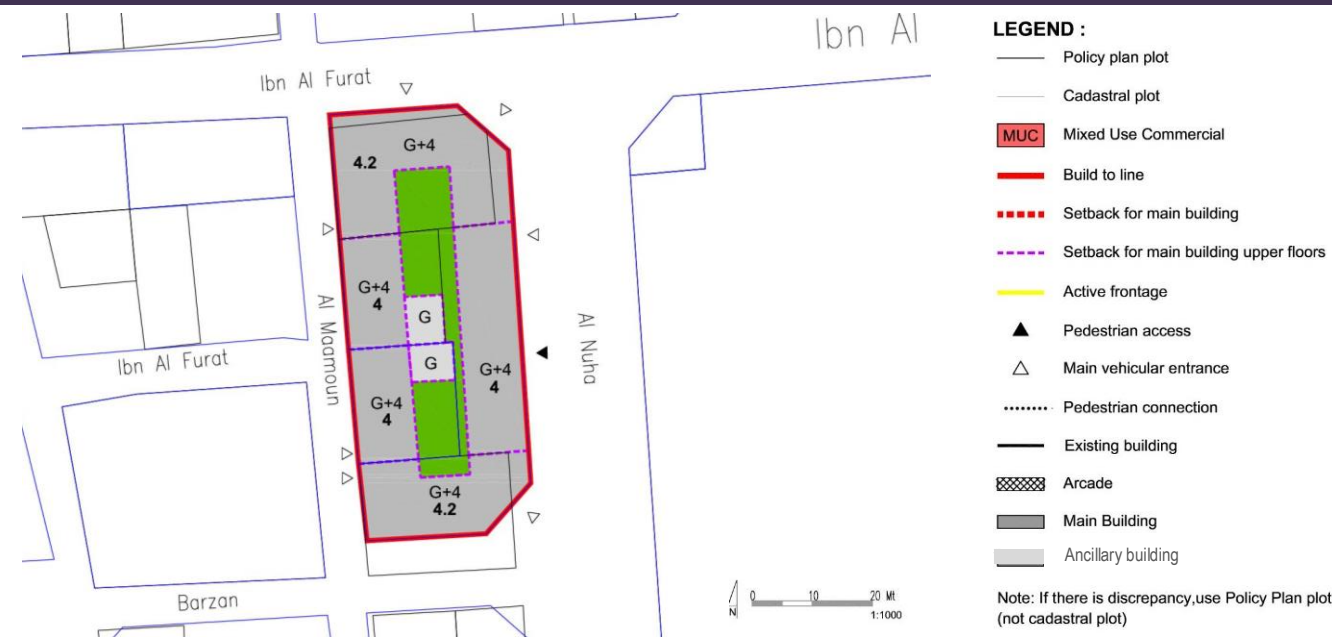 Ibn Al
Ibn Al Furat
G+4
4.2
G+4
4
G
Al Maamoun
Al Nuha
Ibn Al Furat
G
G+4
4
G+4
4
G+4
4.2
Barzan
N
0 10 20 Mt
1:1000
LEGEND :
Policy plan plot
Cadastral plot
MUC Mixed Use Commercial
Build to line
Setback for main building
Setback for main building upper floors
Active frontage
Pedestrian access
Main vehicular entrance
Pedestrian connection
Existing building
Arcade
Main Building
Ancillary building
Note: If there is discrepancy,use Policy Plan plot
(not cadastral plot)